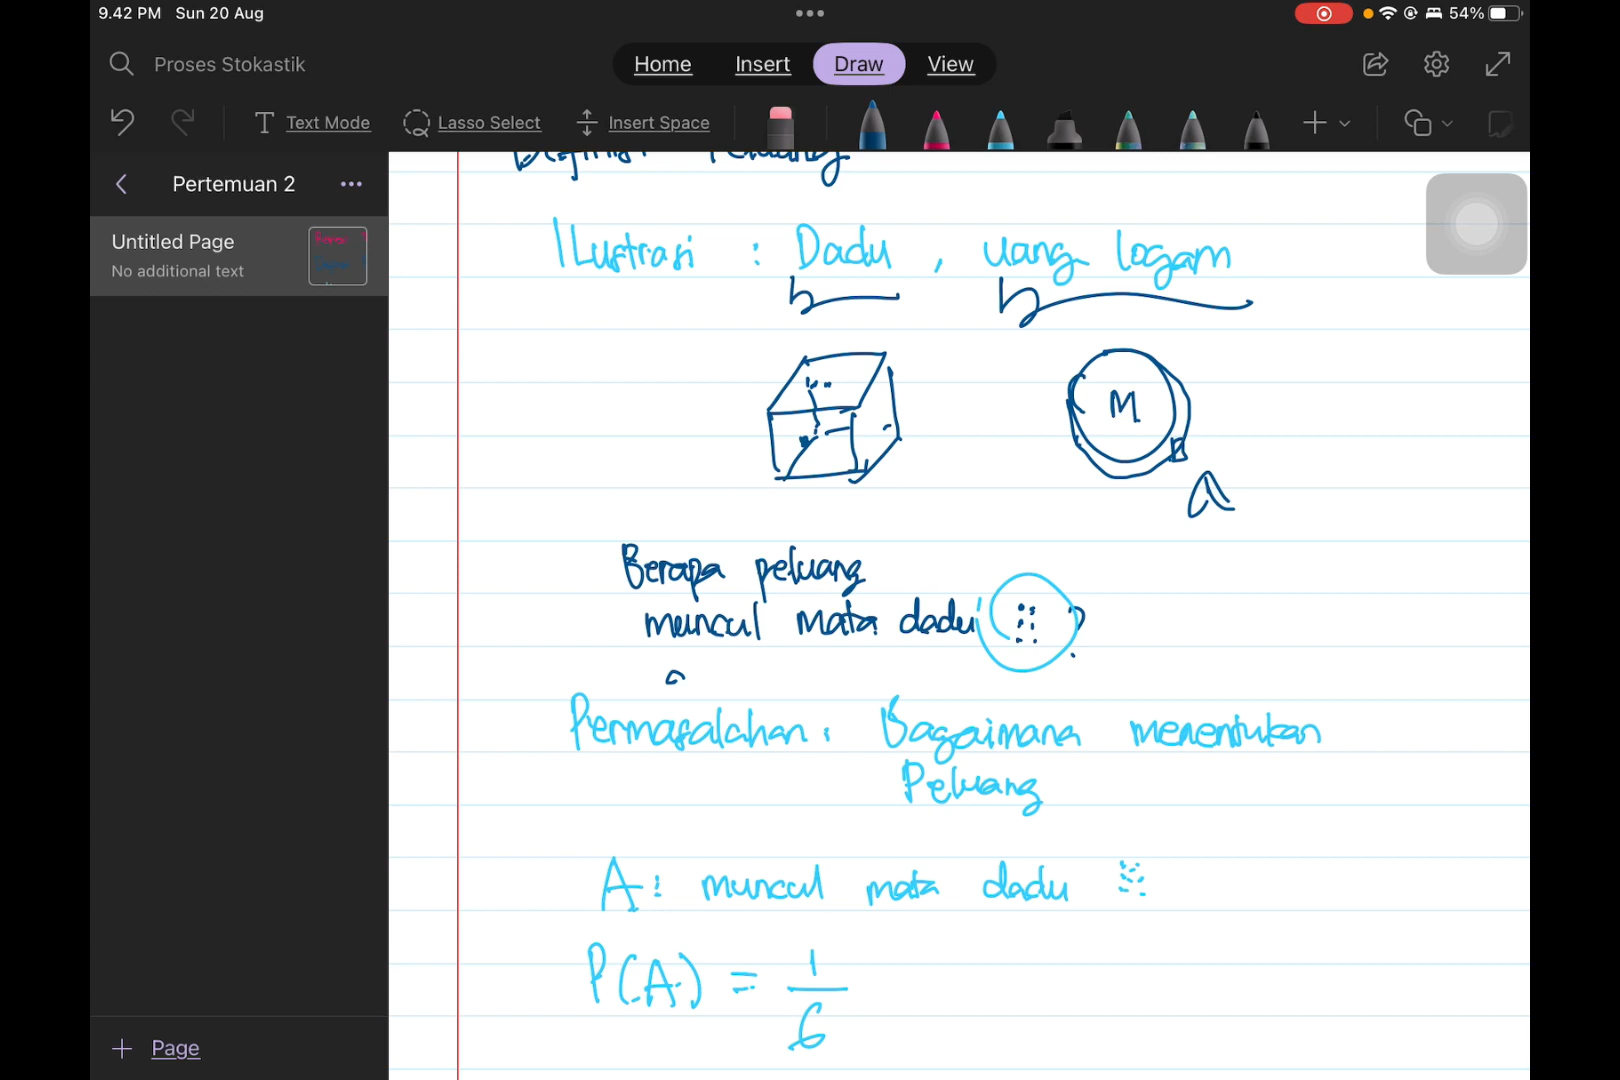 9.42 PM Sun 20 Aug
54%
Proses Stokastik
Home Insert Draw View
Text Mode Lasso Select Insert Space
Pertemuan 2
Untitled Page
No additional text
Definisi Peluang
Ilustrasi : Dadu , uang logam
M
A
Berapa peluang
muncul mata dadu ?
Permasalahan : Bagaimana menentukan
Peluang
A : muncul mata dadu
P(A) = 1/6
+ Page